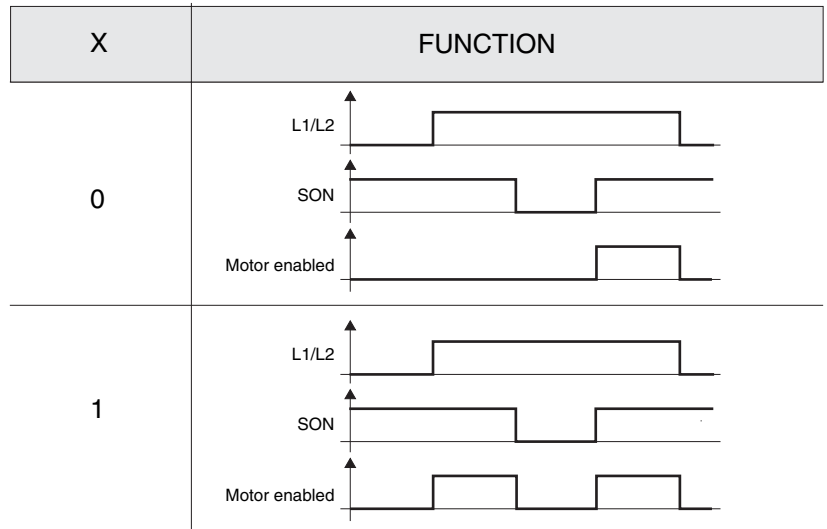 X FUNCTION
0
L1/L2
SON
Motor enabled
1
L1/L2
SON
Motor enabled